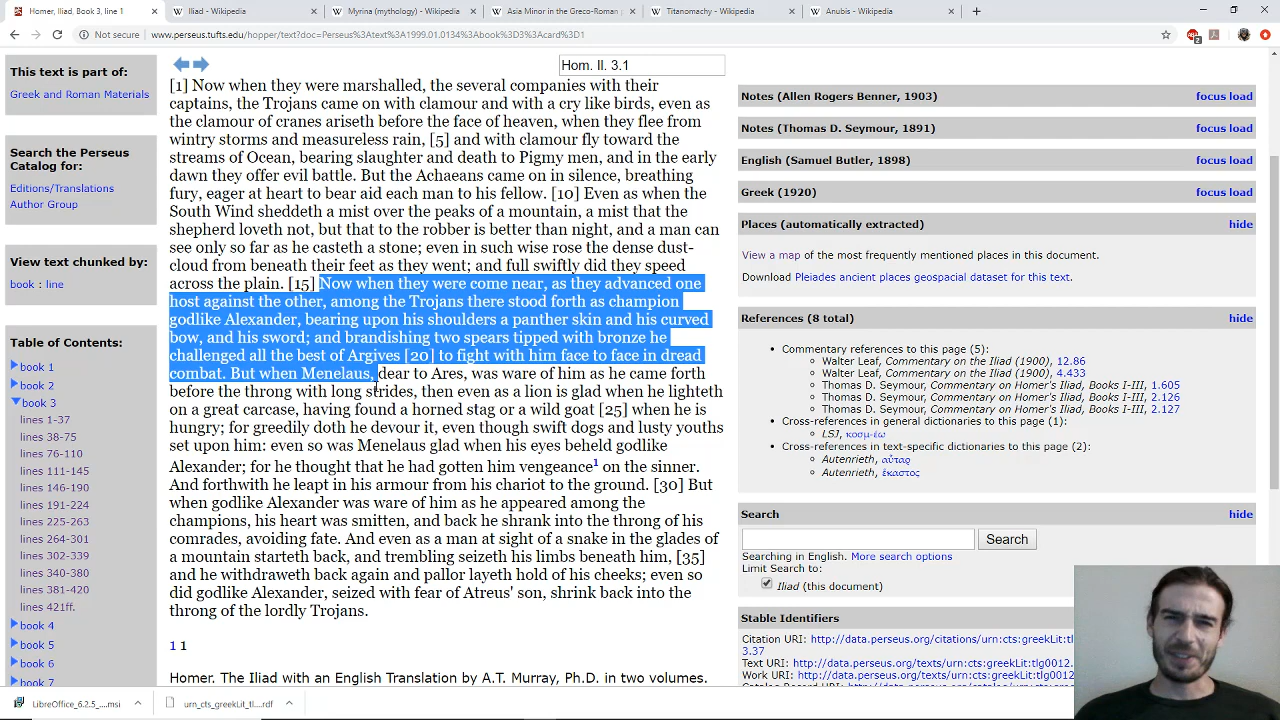 Homer, Iliad, Book 3, card 1
Iliad - Wikipedia
Myrina (mythology) - Wikipedia
Asia Minor in the Greco-Roman
Titanomachy - Wikipedia
Anubis - Wikipedia
Not secure
www.perseus.tufts.edu/hopper/text?doc=Perseus%3Atext%3A1999.01.0134%3Abook%3D3%3Acard%3D1
2
This text is part of:
Greek and Roman Materials
Search the Perseus
Catalog for:
Editions/Translations
Author Group
View text chunked by:
book : line
Table of Contents:
book 1
book 2
book 3
lines 1-37
lines 38-75
lines 76-110
lines 111-145
lines 146-190
lines 191-224
lines 225-263
lines 264-301
lines 302-339
lines 340-380
lines 381-420
lines 421ff.
book 4
book 5
book 6
book 7
Hom. Il. 3.1
[1] Now when they were marshalled, the several companies with their
captains, the Trojans came on with clamour and with a cry like birds, even as
the clamour of cranes ariseth before the face of heaven, when they flee from
wintry storms and measureless rain, [5] and with clamour fly toward the
streams of Ocean, bearing slaughter and death to Pigmy men, and in the early
dawn they offer evil battle. But the Achaeans came on in silence, breathing
fury, eager at heart to bear aid each man to his fellow. [10] Even as when the
South Wind sheddeth a mist over the peaks of a mountain, a mist that the
shepherd loveth not, but that to the robber is better than night, and a man can
see only so far as he casteth a stone; even in such wise rose the dense dust-
cloud from beneath their feet as they went; and full swiftly did they speed
across the plain. [15] Now when they were come near, as they advanced one
host against the other, among the Trojans there stood forth as champion
godlike Alexander, bearing upon his shoulders a panther skin and his curved
bow, and his sword; and brandishing two spears tipped with bronze he
challenged all the best of Argives [20] to fight with him face to face in dread
combat. But when Menelaus, dear to Ares, was ware of him as he came forth
before the throng with long strides, then even as a lion is glad when he lighteth
on a great carcase, having found a horned stag or a wild goat [25] when he is
hungry; for greedily doth he devour it, even though swift dogs and lusty youths
set upon him: even so was Menelaus glad when his eyes beheld godlike
Alexander; for he thought that he had gotten him vengeance1 on the sinner.
And forthwith he leapt in his armour from his chariot to the ground. [30] But
when godlike Alexander was ware of him as he appeared among the
champions, his heart was smitten, and back he shrank into the throng of his
comrades, avoiding fate. And even as a man at sight of a snake in the glades of
a mountain starteth back, and trembling seizeth his limbs beneath him, [35]
and he withdraweth back again and pallor layeth hold of his cheeks; even so
did godlike Alexander, seized with fear of Atreus' son, shrink back into the
throng of the lordly Trojans.
1 1
Homer. The Iliad with an English Translation by A.T. Murray, Ph.D. in two volumes.
Notes (Allen Rogers Benner, 1903) focus load
Notes (Thomas D. Seymour, 1891) focus load
English (Samuel Butler, 1898) focus load
Greek (1920) focus load
Places (automatically extracted) hide
View a map of the most frequently mentioned places in this document.
Download Pleiades ancient places geospacial dataset for this text.
References (8 total) hide
Commentary references to this page (5):
Walter Leaf, Commentary on the Iliad (1900), 12.86
Walter Leaf, Commentary on the Iliad (1900), 4.433
Thomas D. Seymour, Commentary on Homer's Iliad, Books I-III, 1.605
Thomas D. Seymour, Commentary on Homer's Iliad, Books I-III, 2.126
Thomas D. Seymour, Commentary on Homer's Iliad, Books I-III, 2.127
Cross-references in general dictionaries to this page (1):
LSJ, κοσμ-έω
Cross-references in text-specific dictionaries to this page (2):
Autenrieth, αὖτας
Autenrieth, ἕκαστος
Search hide
Search
Searching in English. More search options
Limit Search to:
Iliad (this document)
Stable Identifiers
Citation URI: http://data.perseus.org/citations/urn:cts:greekLit:tlg
3.37
Text URI: http://data.perseus.org/texts/urn:cts:greekLit:tlg0012.
Work URI: http://data.perseus.org/texts/urn:cts:greekLit:tlg0012.
LibreOffice_6.2.5_....msi
urn_cts_greekLit_tl....rdf